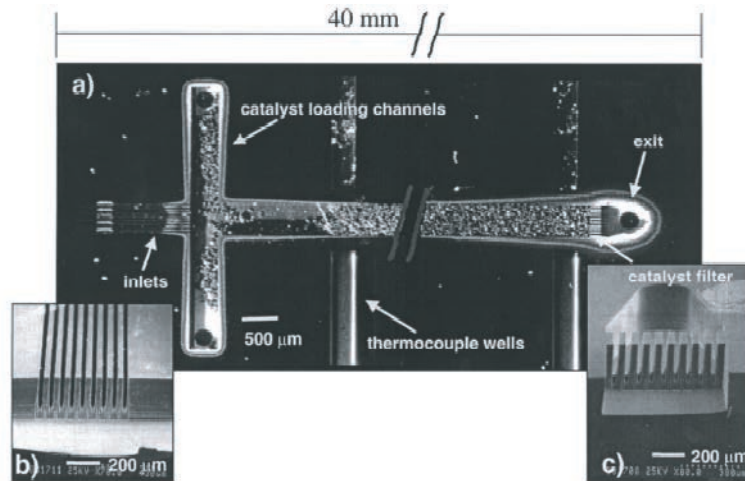 40 mm
a)
catalyst loading channels
exit
inlets
catalyst filter
500 μm
thermocouple wells
b)
200 μm
c)
200 μm